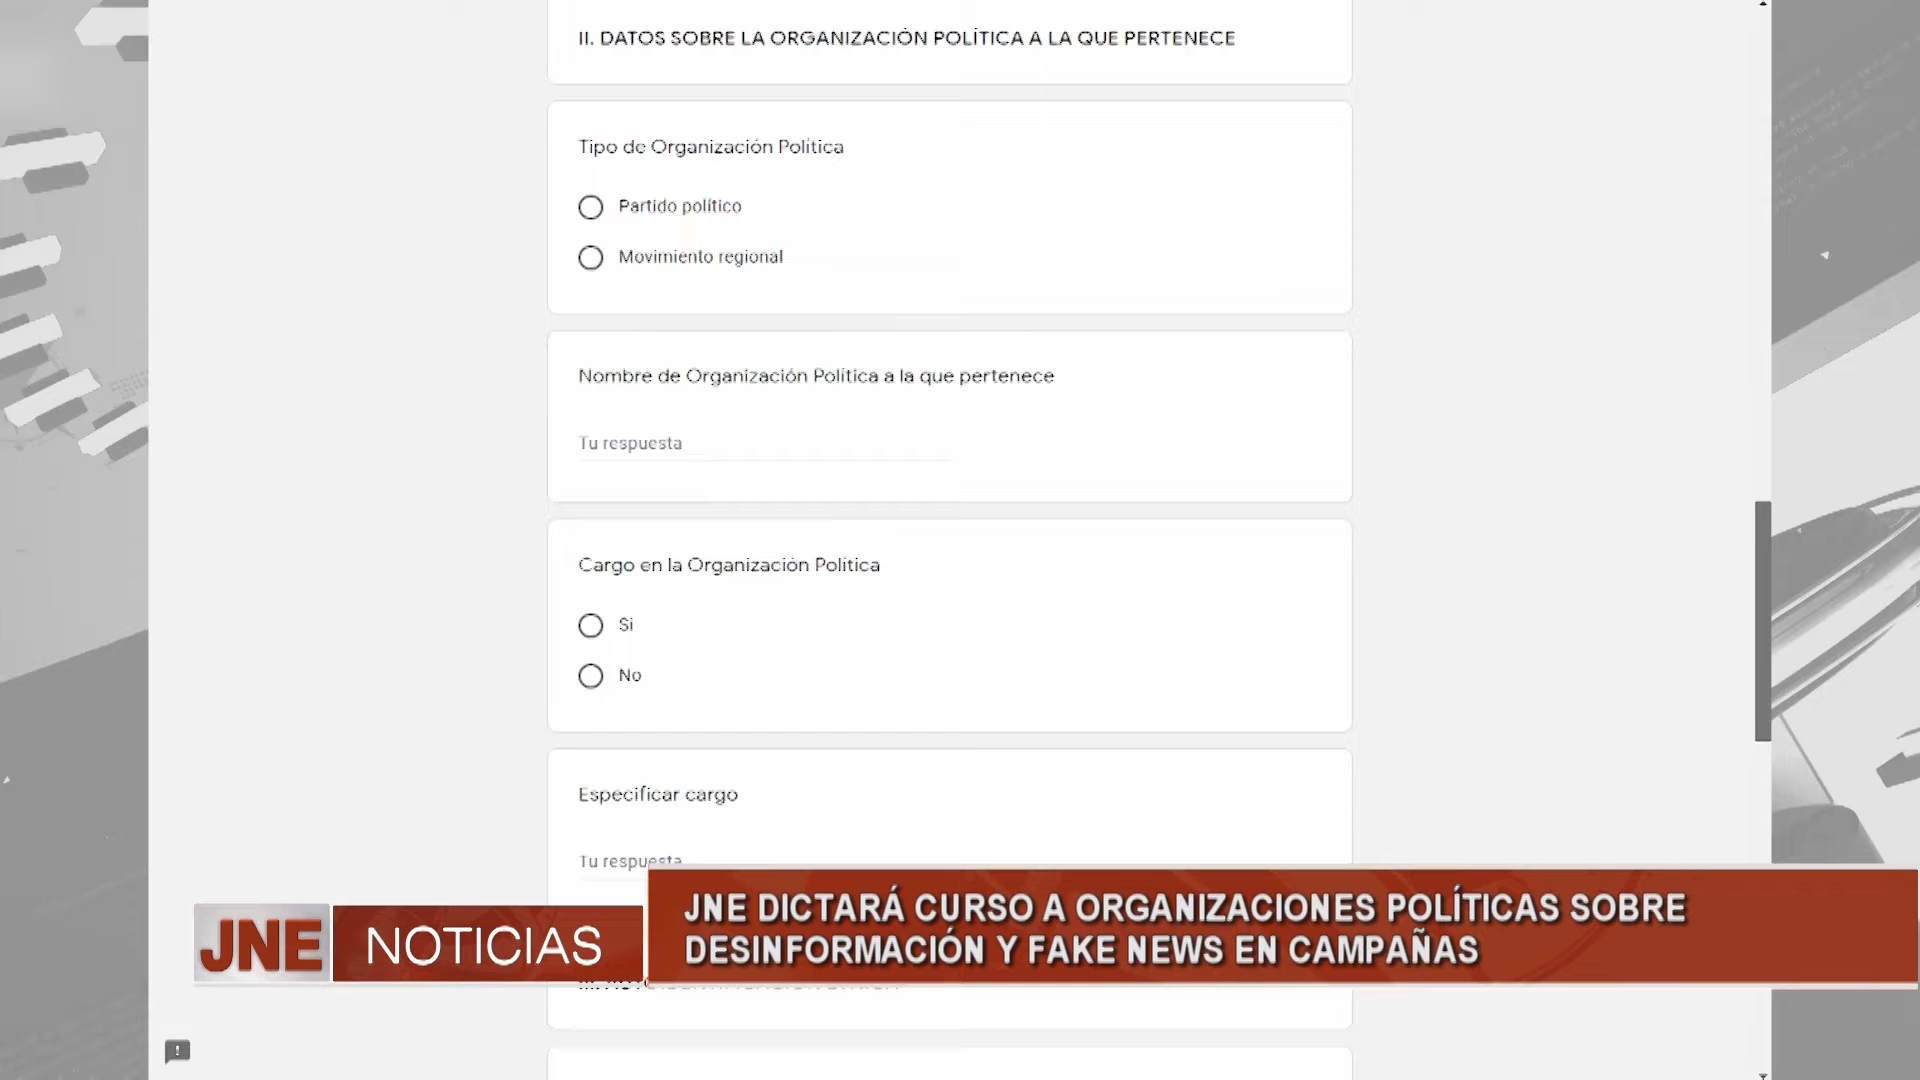 II. DATOS SOBRE LA ORGANIZACIÓN POLÍTICA A LA QUE PERTENECE
Tipo de Organización Política
Partido político
Movimiento regional
Nombre de Organización Política a la que pertenece
Tu respuesta
Cargo en la Organización Política
Si
No
Especificar cargo
Tu respuesta
JNE NOTICIAS
JNE DICTARÁ CURSO A ORGANIZACIONES POLÍTICAS SOBRE
DESINFORMACIÓN Y FAKE NEWS EN CAMPAÑAS